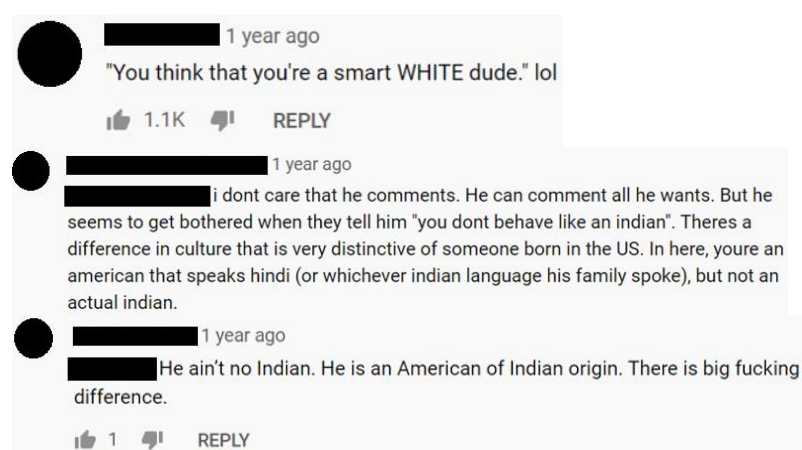 1 year ago
"You think that you're a smart WHITE dude." lol
1.1K REPLY
1 year ago
i dont care that he comments. He can comment all he wants. But he
seems to get bothered when they tell him "you dont behave like an indian". Theres a
difference in culture that is very distinctive of someone born in the US. In here, youre an
american that speaks hindi (or whichever indian language his family spoke), but not an
actual indian.
1 year ago
He ain't no Indian. He is an American of Indian origin. There is big fucking
difference.
1 REPLY